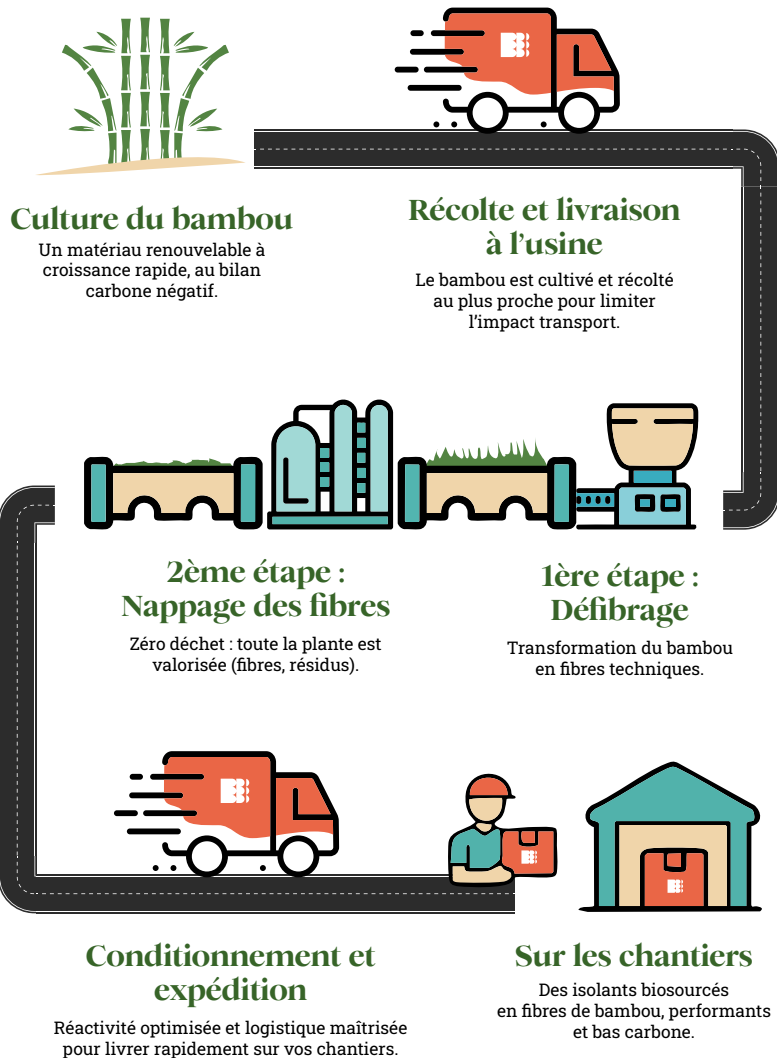 Culture du bambou
Un matériau renouvelable à
croissance rapide, au bilan
carbone négatif.
Récolte et livraison
à l’usine
Le bambou est cultivé et récolté
au plus proche pour limiter
l’impact transport.
1ère étape :
Défibrage
Transformation du bambou
en fibres techniques.
2ème étape :
Nappage des fibres
Zéro déchet : toute la plante est
valorisée (fibres, résidus).
Conditionnement et
expédition
Réactivité optimisée et logistique maîtrisée
pour livrer rapidement sur vos chantiers.
Sur les chantiers
Des isolants biosourcés
en fibres de bambou, performants
et bas carbone.